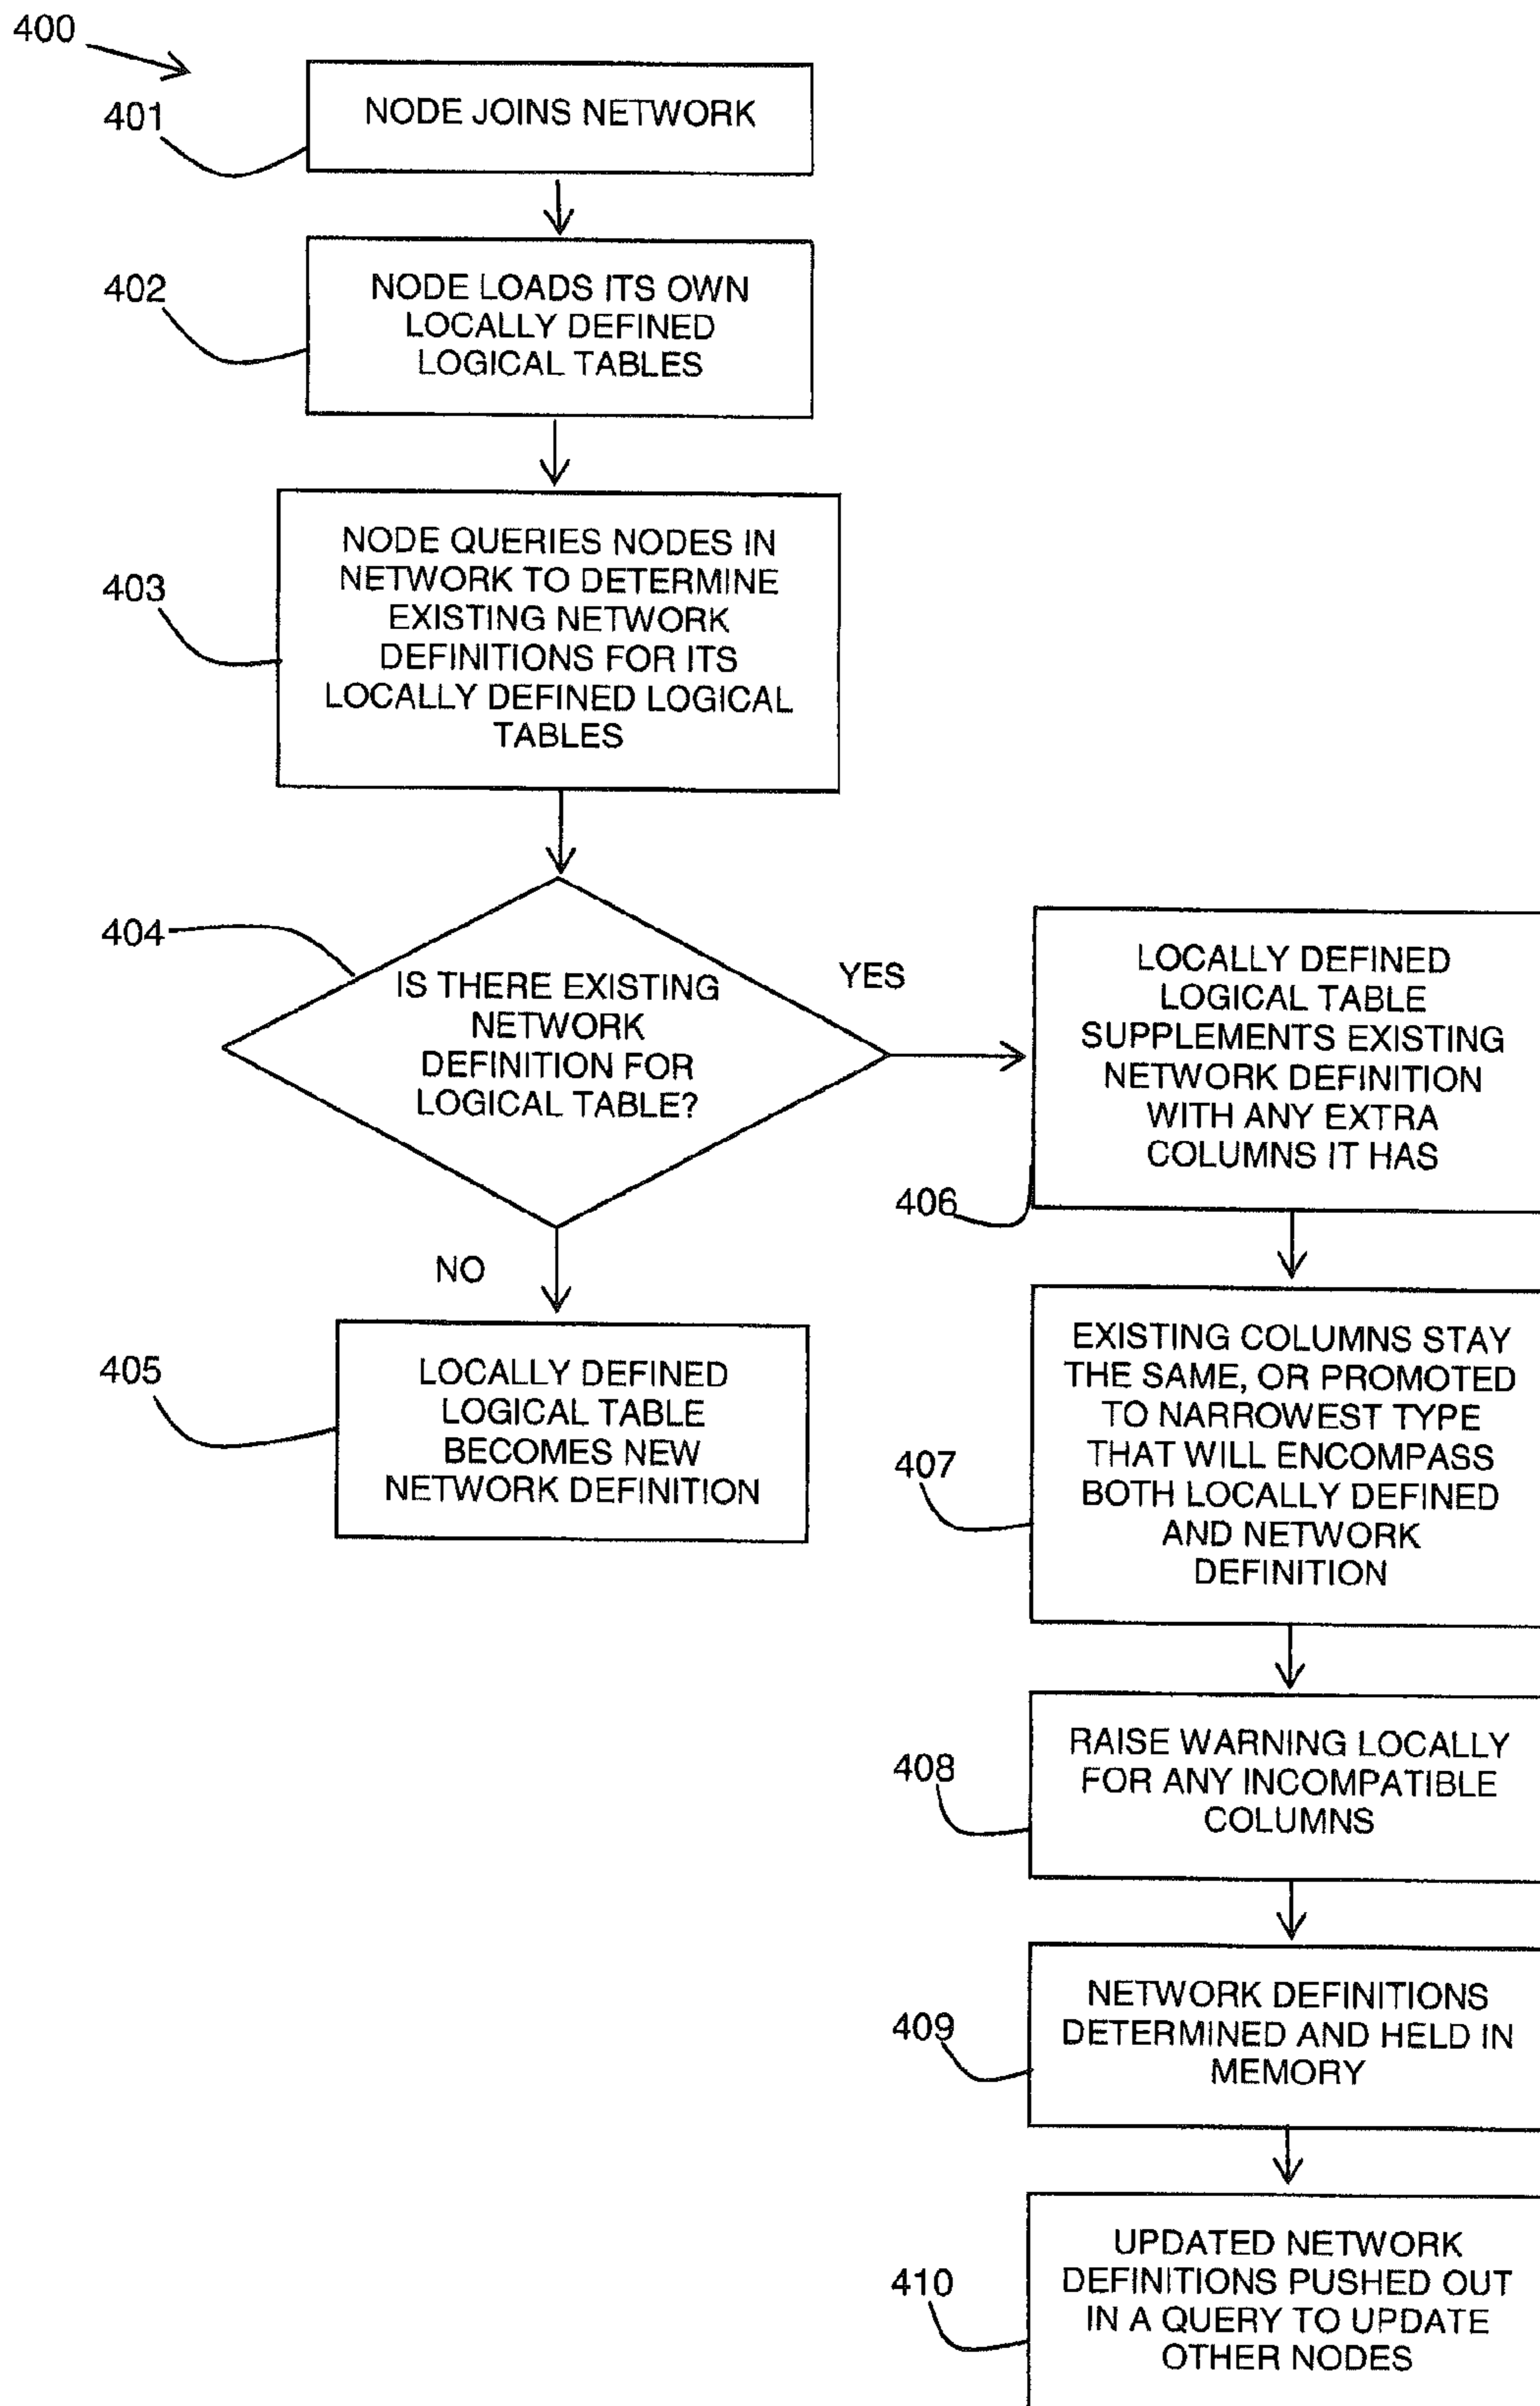 400
401
NODE JOINS NETWORK
402
NODE LOADS ITS OWN
LOCALLY DEFINED
LOGICAL TABLES
403
NODE QUERIES NODES IN
NETWORK TO DETERMINE
EXISTING NETWORK
DEFINITIONS FOR ITS
LOCALLY DEFINED LOGICAL
TABLES
404
IS THERE EXISTING
NETWORK
DEFINITION FOR
LOGICAL TABLE?
YES
NO
405
LOCALLY DEFINED
LOGICAL TABLE
BECOMES NEW
NETWORK DEFINITION
406
LOCALLY DEFINED
LOGICAL TABLE
SUPPLEMENTS EXISTING
NETWORK DEFINITION
WITH ANY EXTRA
COLUMNS IT HAS
407
EXISTING COLUMNS STAY
THE SAME, OR PROMOTED
TO NARROWEST TYPE
THAT WILL ENCOMPASS
BOTH LOCALLY DEFINED
AND NETWORK
DEFINITION
408
RAISE WARNING LOCALLY
FOR ANY INCOMPATIBLE
COLUMNS
409
NETWORK DEFINITIONS
DETERMINED AND HELD IN
MEMORY
410
UPDATED NETWORK
DEFINITIONS PUSHED OUT
IN A QUERY TO UPDATE
OTHER NODES